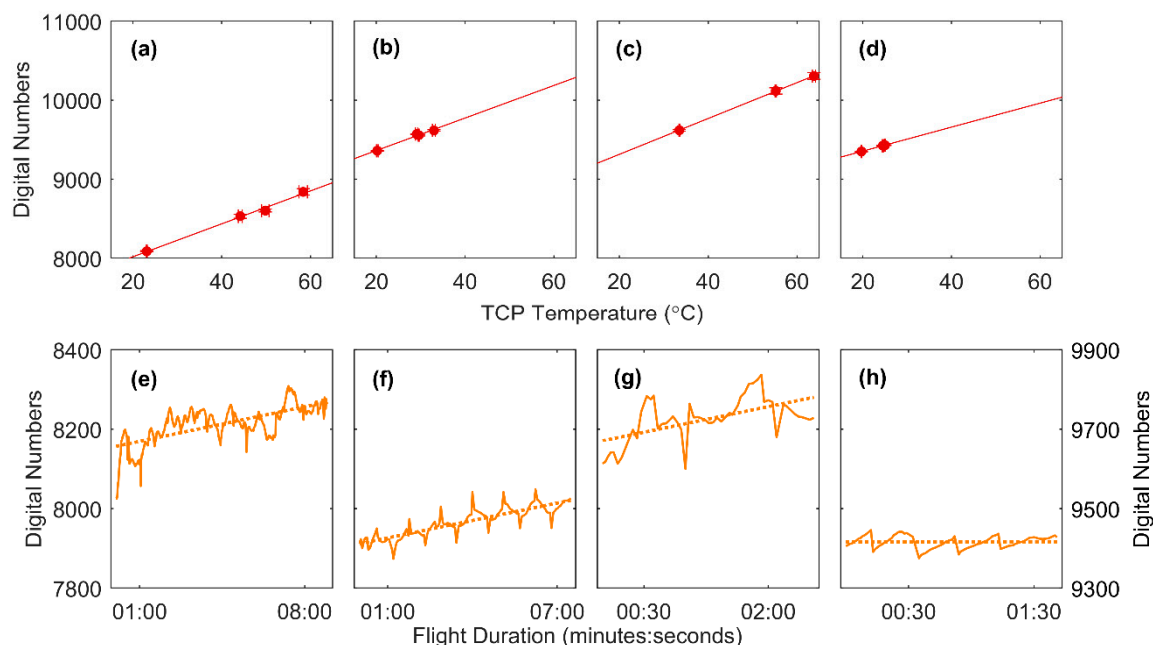 11000
10000
9000
8000
Digital Numbers
(a)
(b)
(c)
(d)
20 40 60
20 40 60
20 40 60
20 40 60
TCP Temperature (°C)
8400
8200
8000
7800
Digital Numbers
(e)
(f)
(g)
(h)
9900
9700
9500
9300
Digital Numbers
01:00 08:00
01:00 07:00
00:30 02:00
00:30 01:30
Flight Duration (minutes:seconds)